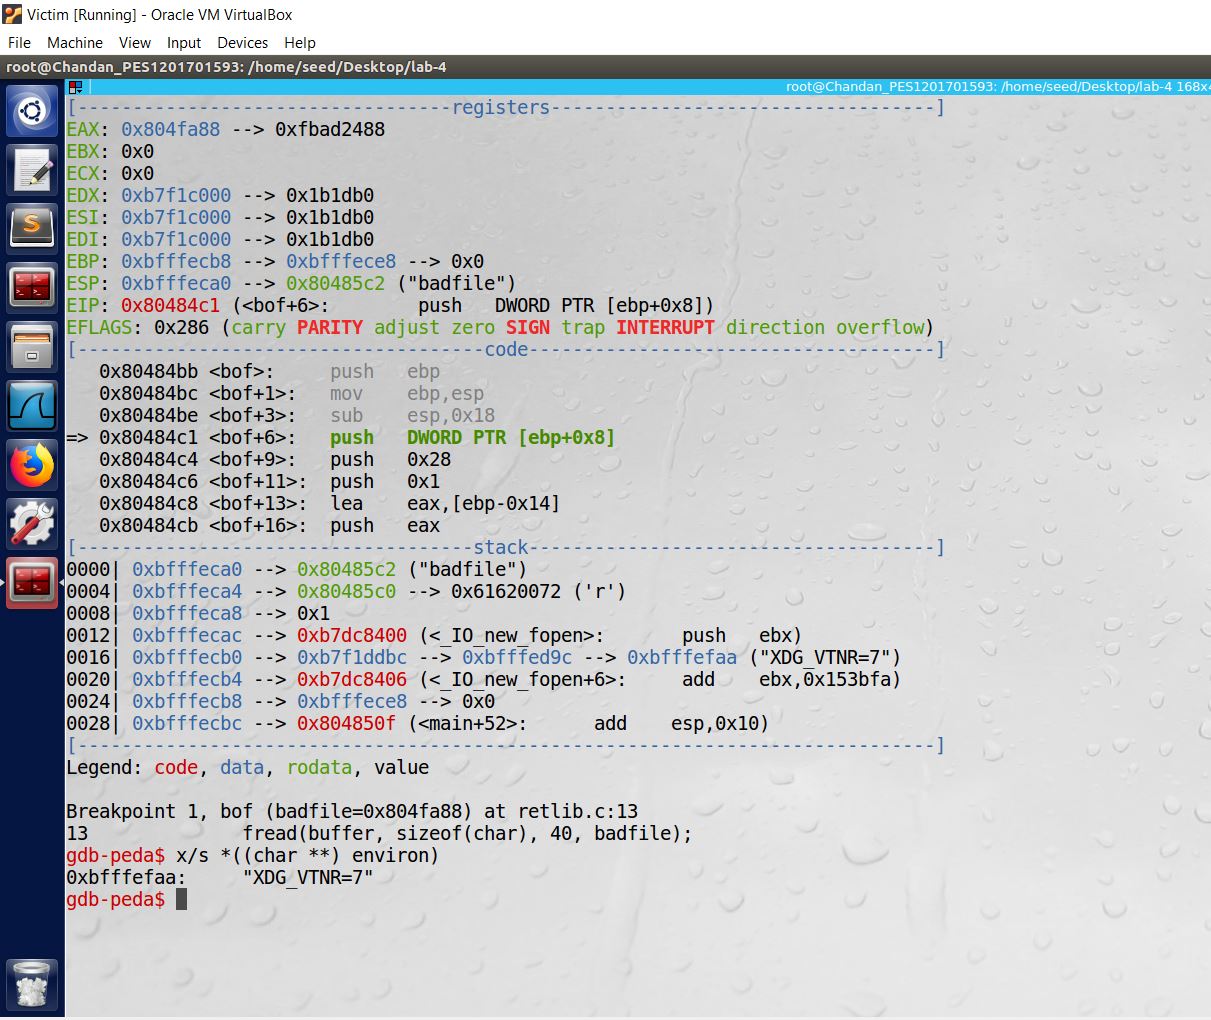 Victim [Running] - Oracle VM VirtualBox
File Machine View Input Devices Help
root@Chandan_PES1201701593: /home/seed/Desktop/lab-4
root@Chandan_PES1201701593: /home/seed/Desktop/lab-4 168x4
[----------------------------------registers-----------------------------------]
EAX: 0x804fa88 --> 0xfbad2488
EBX: 0x0
ECX: 0x0
EDX: 0xb7f1c000 --> 0x1b1db0
ESI: 0xb7f1c000 --> 0x1b1db0
EDI: 0xb7f1c000 --> 0x1b1db0
EBP: 0xbfffecb8 --> 0xbfffece8 --> 0x0
ESP: 0xbfffeca0 --> 0x80485c2 ("badfile")
EIP: 0x80484c1 (<bof+6>:        push   DWORD PTR [ebp+0x8])
EFLAGS: 0x286 (carry PARITY adjust zero SIGN trap INTERRUPT direction overflow)
[-------------------------------------code-------------------------------------]
   0x80484bb <bof>:     push   ebp
   0x80484bc <bof+1>:   mov    ebp,esp
   0x80484be <bof+3>:   sub    esp,0x18
=> 0x80484c1 <bof+6>:   push   DWORD PTR [ebp+0x8]
   0x80484c4 <bof+9>:   push   0x28
   0x80484c6 <bof+11>:  push   0x1
   0x80484c8 <bof+13>:  lea    eax,[ebp-0x14]
   0x80484cb <bof+16>:  push   eax
[------------------------------------stack-------------------------------------]
0000| 0xbfffeca0 --> 0x80485c2 ("badfile")
0004| 0xbfffeca4 --> 0x80485c0 --> 0x61620072 ('r')
0008| 0xbfffeca8 --> 0x1
0012| 0xbfffecac --> 0xb7dc8400 (<_IO_new_fopen>:       push   ebx)
0016| 0xbfffecb0 --> 0xb7f1ddbc --> 0xbfffed9c --> 0xbfffefaa ("XDG_VTNR=7")
0020| 0xbfffecb4 --> 0xb7dc8406 (<_IO_new_fopen+6>:     add    ebx,0x153bfa)
0024| 0xbfffecb8 --> 0xbfffece8 --> 0x0
0028| 0xbfffecbc --> 0x804850f (<main+52>:      add    esp,0x10)
[------------------------------------------------------------------------------]
Legend: code, data, rodata, value
Breakpoint 1, bof (badfile=0x804fa88) at retlib.c:13
13              fread(buffer, sizeof(char), 40, badfile);
gdb-peda$ x/s *((char **) environ)
0xbfffefaa:     "XDG_VTNR=7"
gdb-peda$